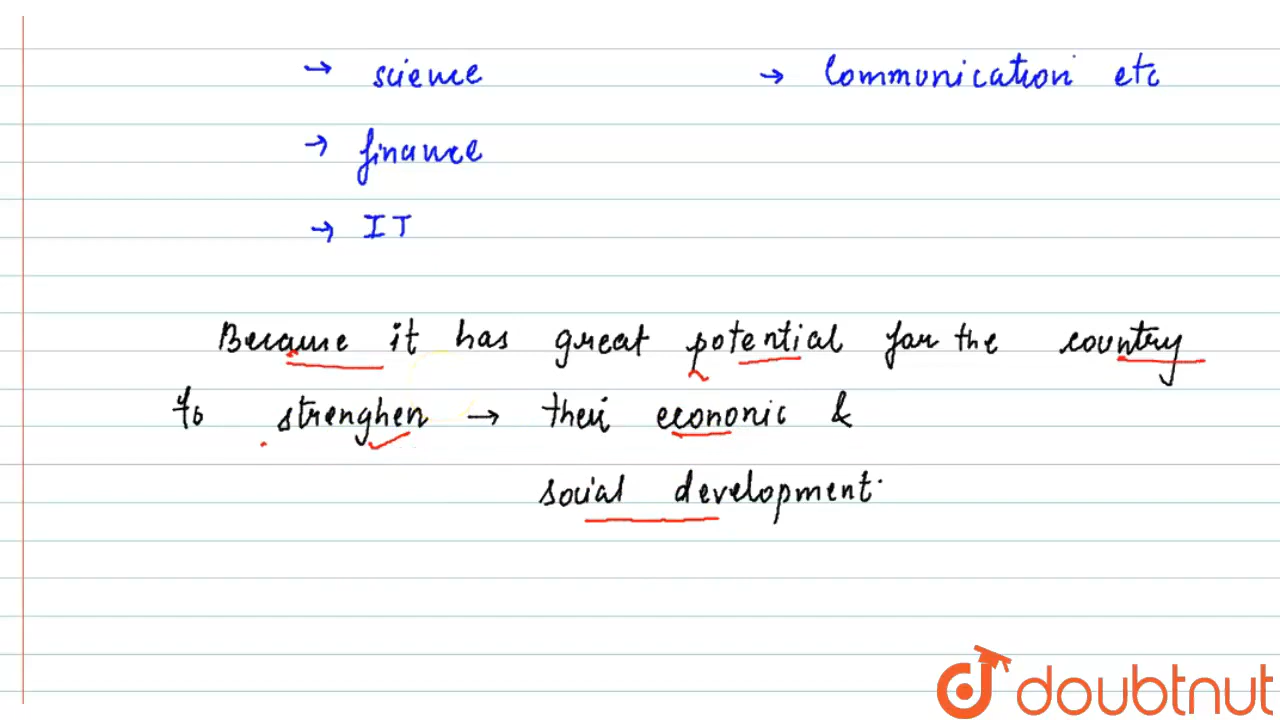 → science → Communication etc
→ finance
→ IT
Because it has great potential for the country
to strenghen → their economic &
social development.
doubtnut